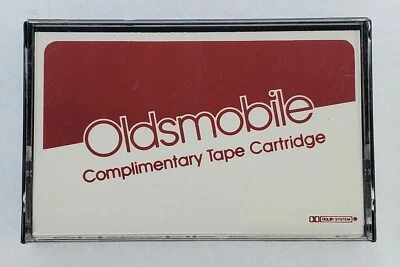 Oldsmobile
Complimentary Tape Cartridge
DOLBY SYSTEM